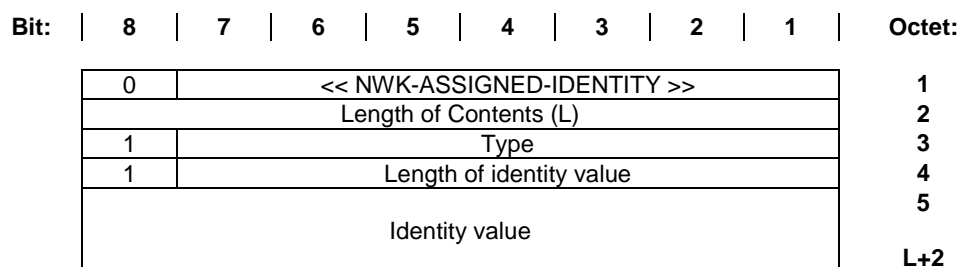 Bit: 8 7 6 5 4 3 2 1 Octet:
0 << NWK-ASSIGNED-IDENTITY >> 1
Length of Contents (L) 2
1 Type 3
1 Length of identity value 4
5
Identity value
L+2